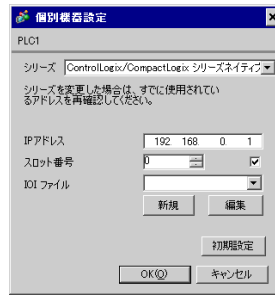 個別機器設定
PLC1
シリーズ ControlLogix/CompactLogix シリーズネイティブ
シリーズを変更した場合は、すでに使用されてい
るアドレスを再確認してください。
IPアドレス 192 168 0 1
スロット番号 0
IOI ファイル
新規 編集
初期設定
OK(O) キャンセル